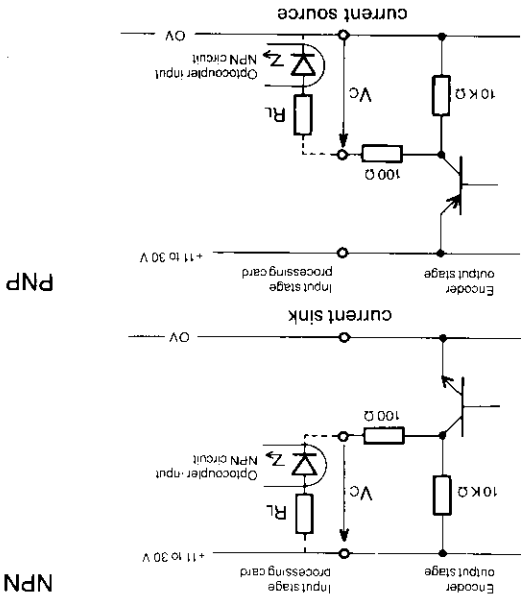 NPN
Encoder
output stage
Input stage
processing card
+11 to 30 V
10 KΩ
VC
RL
Optocoupler input
NPN circuit
100 Ω
0V
current sink
PNP
Encoder
output stage
Input stage
processing card
+11 to 30 V
100 Ω
10 KΩ
VC
RL
Optocoupler input
NPN circuit
0V
current source